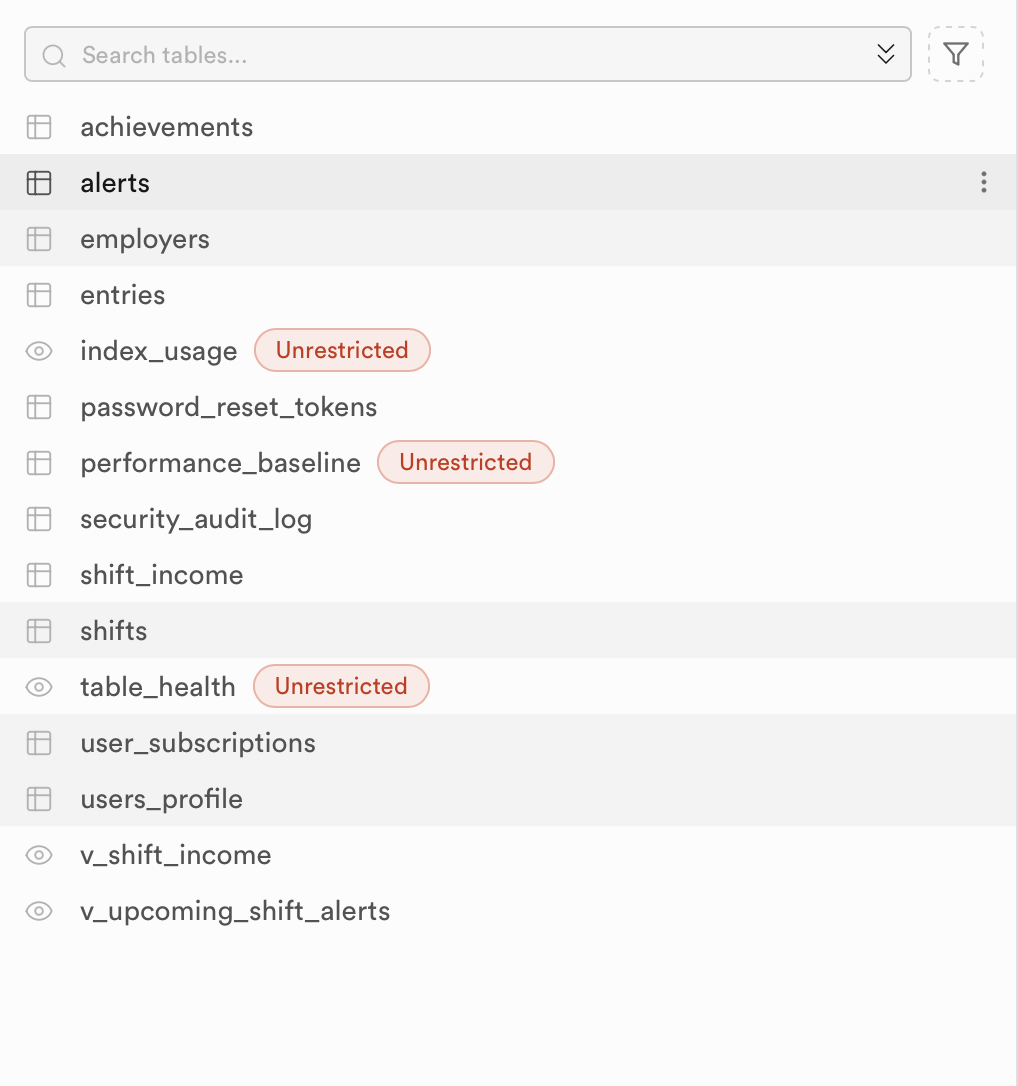 Search tables...
achievements
alerts
employers
entries
index_usage Unrestricted
password_reset_tokens
performance_baseline Unrestricted
security_audit_log
shift_income
shifts
table_health Unrestricted
user_subscriptions
users_profile
v_shift_income
v_upcoming_shift_alerts